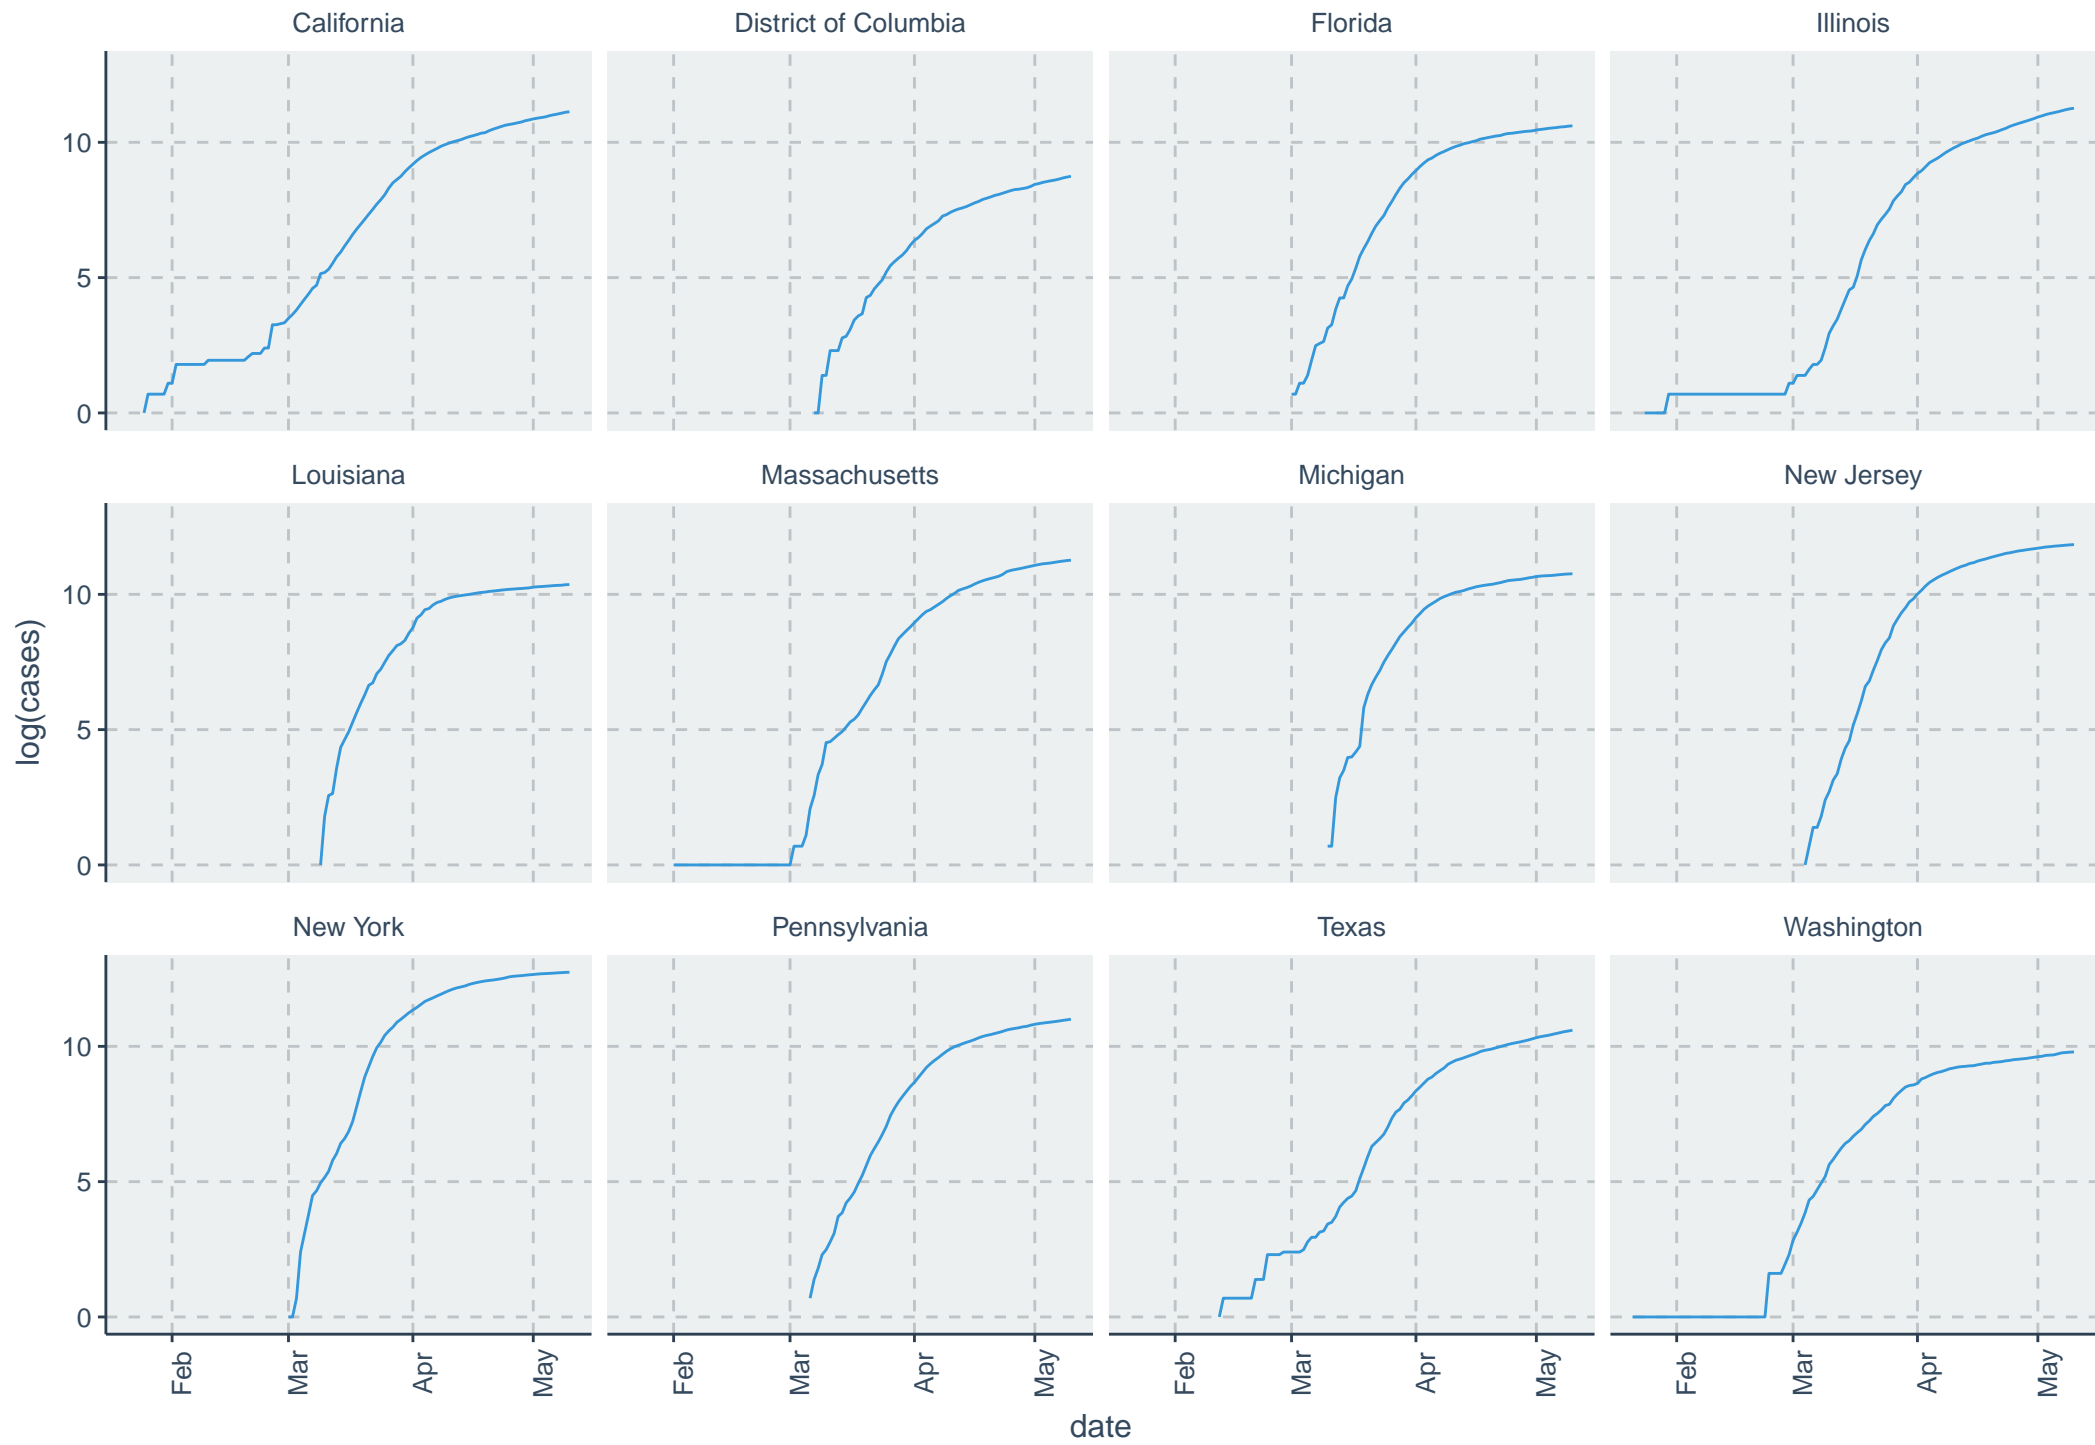 California
District of Columbia
Florida
Illinois
10
5
0
Louisiana
Massachusetts
Michigan
New Jersey
log(cases)
10
5
0
New York
Pennsylvania
Texas
Washington
10
5
0
Feb
Mar
Apr
May
Feb
Mar
Apr
May
Feb
Mar
Apr
May
Feb
Mar
Apr
May
date